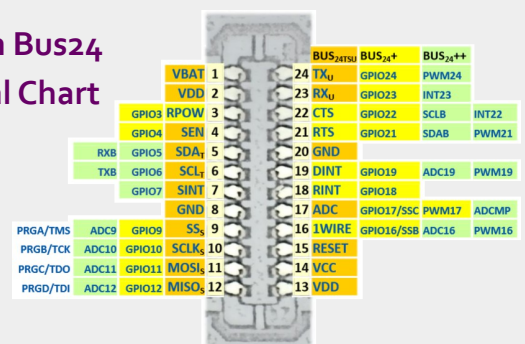 n Bus24
al Chart
BUS24TSU BUS24+ BUS24++
VBAT 1 24 TXU GPIO24 PWM24
VDD 2 23 RXU GPIO23 INT23
GPIO3 RPOW 3 22 CTS GPIO22 SCLB INT22
GPIO4 SEN 4 21 RTS GPIO21 SDAB PWM21
RXB GPIO5 SDAT 5 20 GND
TXB GPIO6 SCLT 6 19 DINT GPIO19 ADC19 PWM19
GPIO7 SINT 7 18 RINT GPIO18
GND 8 17 ADC GPIO17/SSC PWM17 ADCMP
PRGA/TMS ADC9 GPIO9 SSS 9 16 1WIRE GPIO16/SSB ADC16 PWM16
PRGB/TCK ADC10 GPIO10 SCLKS 10 15 RESET
PRGC/TDO ADC11 GPIO11 MOSIS 11 14 VCC
PRGD/TDI ADC12 GPIO12 MISOS 12 13 VDD